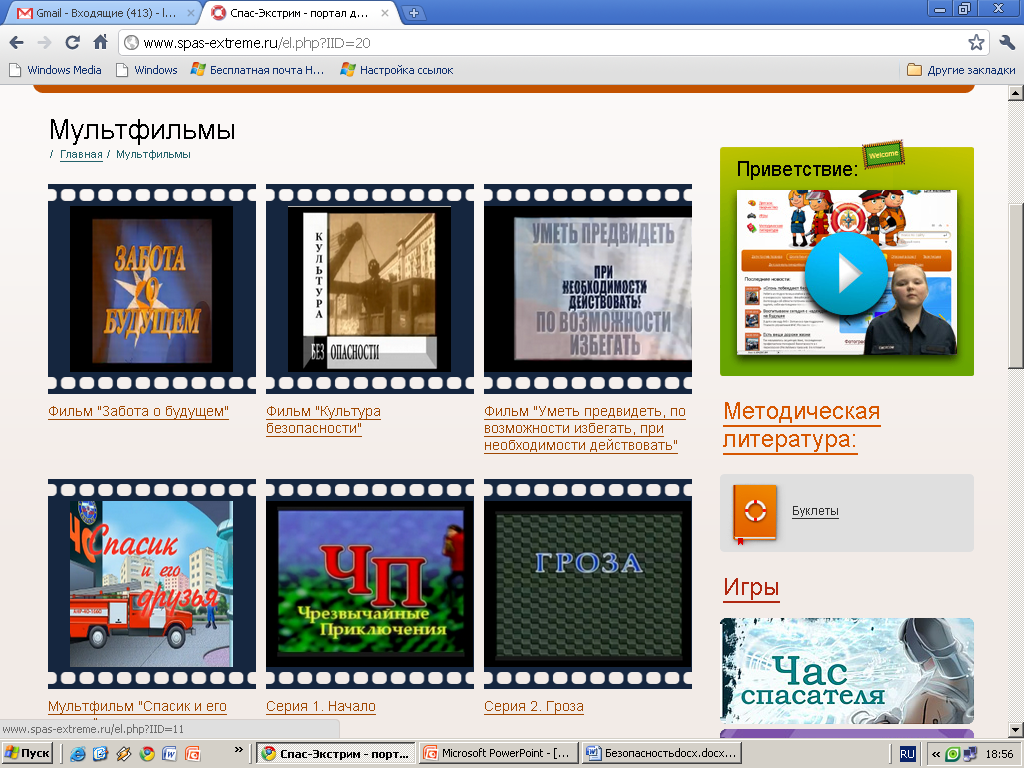 Gmail - Входящие (413) - l...
Спас-Экстрим - портал д...
www.spas-extreme.ru/el.php?IID=20
Windows Media
Windows
Бесплатная почта H...
Настройка ссылок
Другие закладки
Мультфильмы
/ Главная / Мультфильмы
ЗАБОТА
О
БУДУЩЕМ
КУЛЬТУРА
БЕЗ ОПАСНОСТИ
УМЕТЬ ПРЕДВИДЕТЬ
ПРИ
НЕОБХОДИМОСТИ
ДЕЙСТВОВАТЬ!
ПО ВОЗМОЖНОСТИ
ИЗБЕГАТЬ
Фильм "Забота о будущем"
Фильм "Культура
безопасности"
Фильм "Уметь предвидеть, по
возможности избегать, при
необходимости действовать"
Спасик
и его
друзья
ЧП
Чрезвычайные
Приключения
ГРОЗА
Мультфильм "Спасик и его
Серия 1. Начало
Серия 2. Гроза
Приветствие:
Welcome
Последние новости:
Методическая
литература:
Буклеты
Игры
Час
спасателя
www.spas-extreme.ru/el.php?IID=11
Пуск
»
Спас-Экстрим - порт...
Microsoft PowerPoint - [...
Безопасностьdocx.docx...
RU
«
18:56